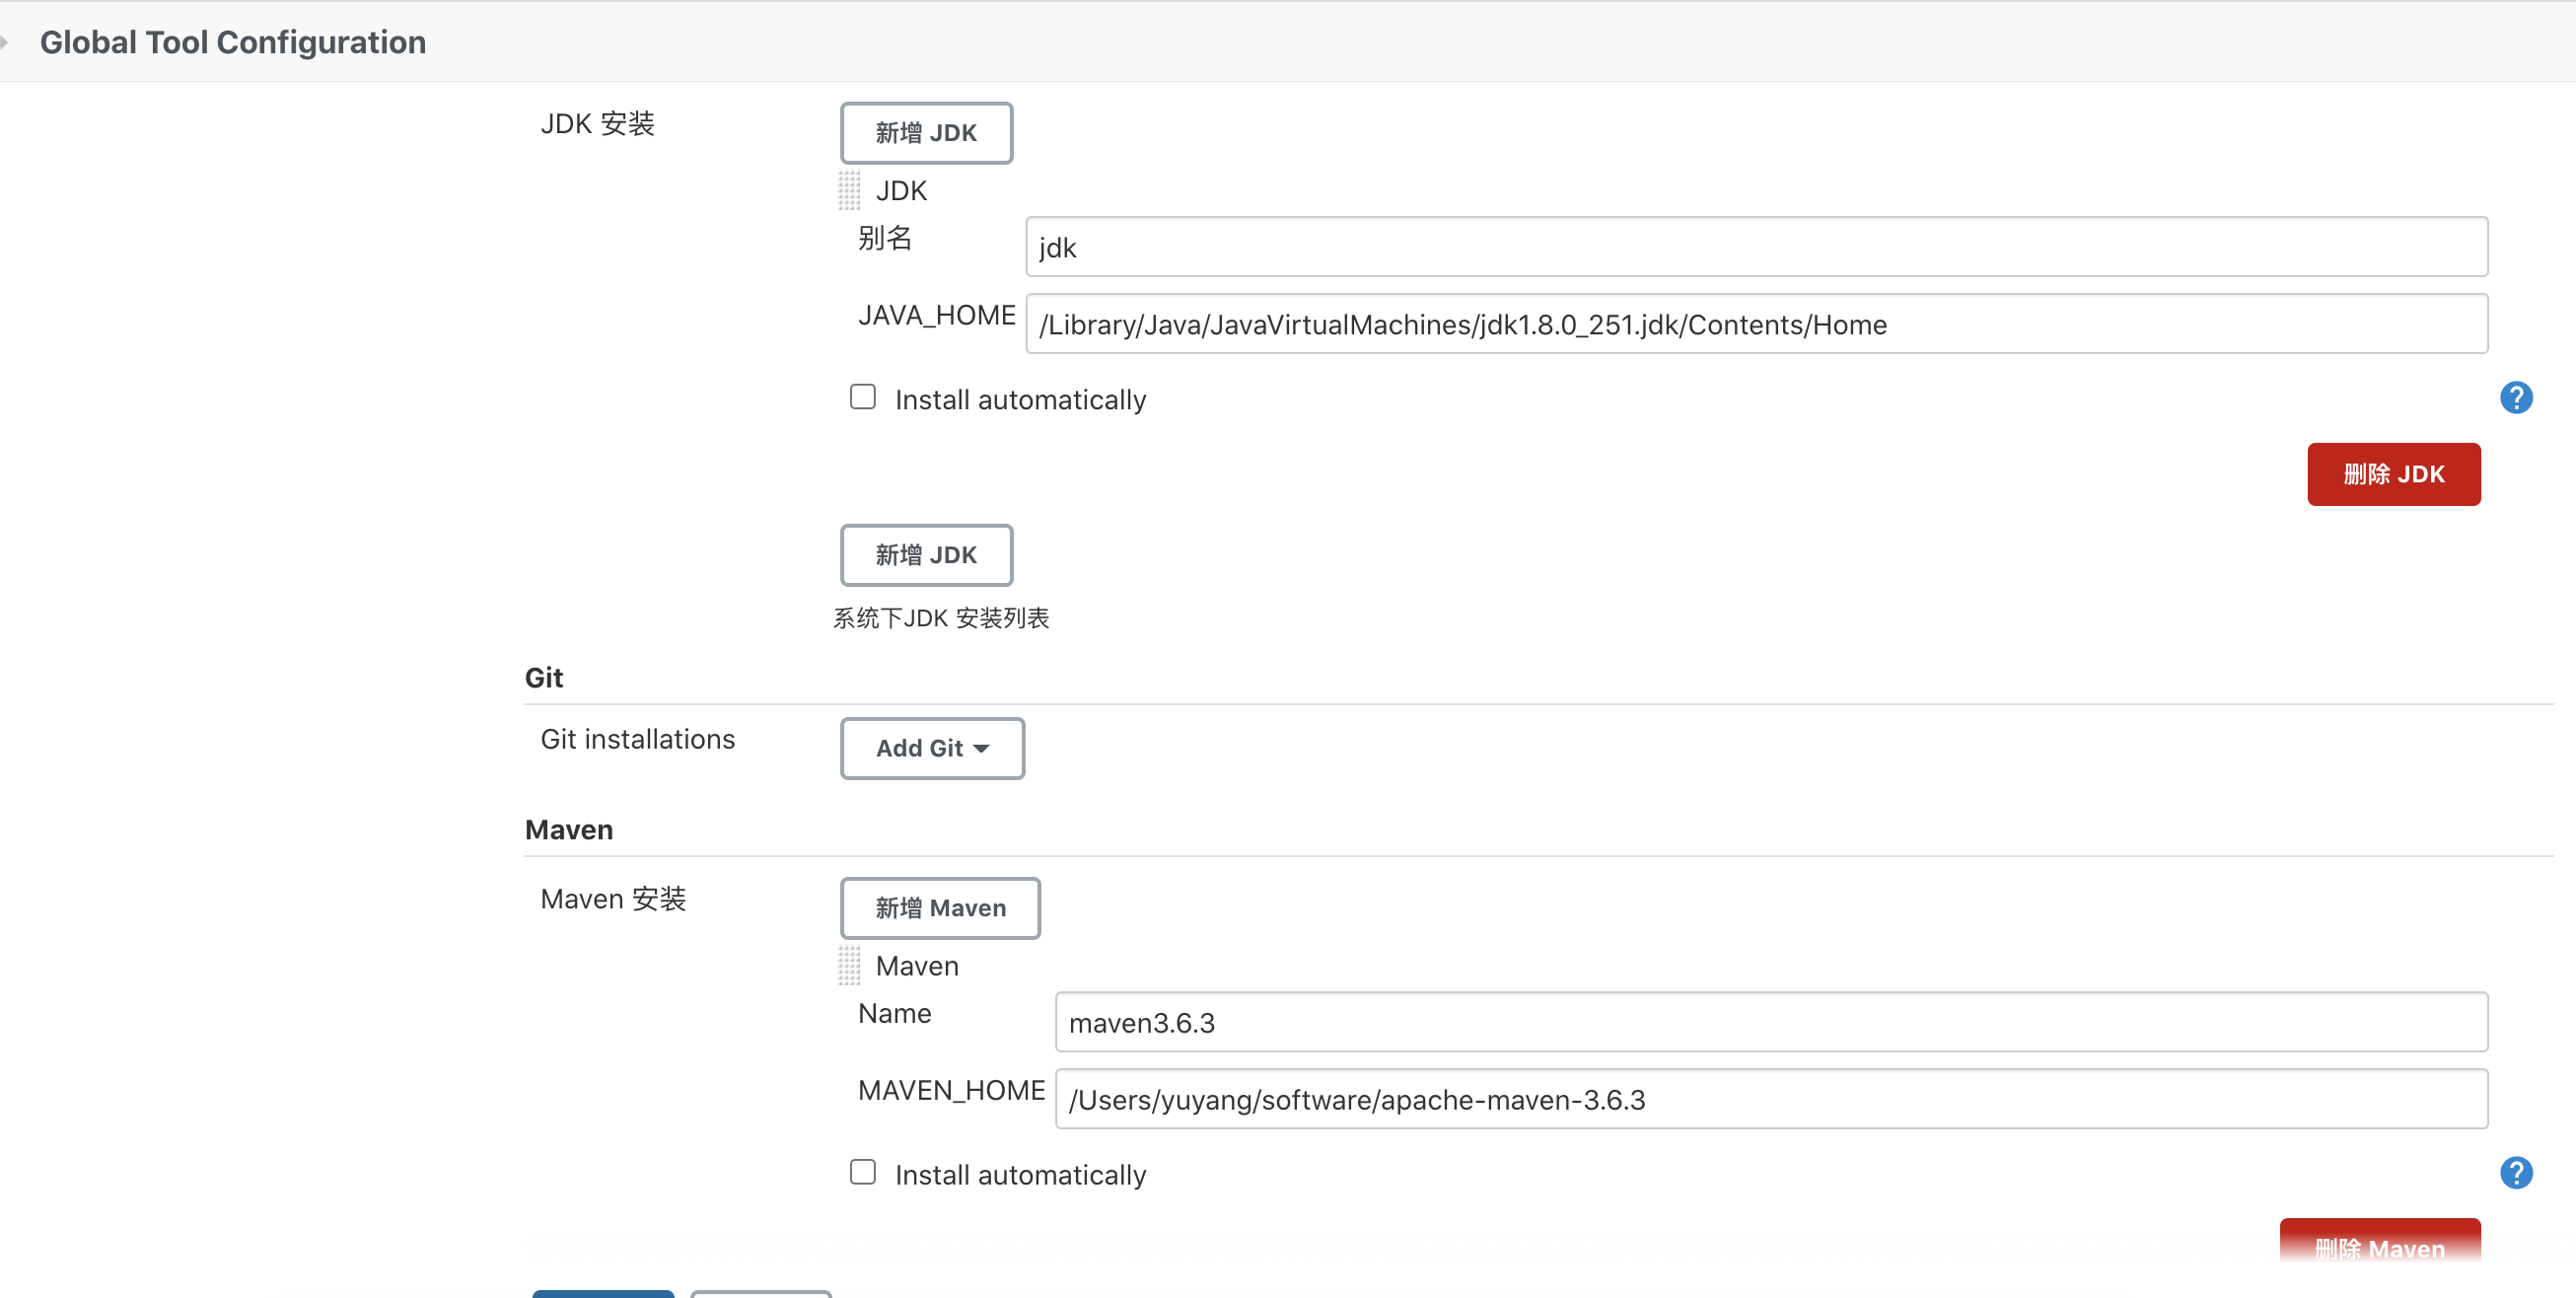 Global Tool Configuration
JDK 安装
新增 JDK
JDK
别名
jdk
JAVA_HOME
/Library/Java/JavaVirtualMachines/jdk1.8.0_251.jdk/Contents/Home
Install automatically
?
删除 JDK
新增 JDK
系统下JDK 安装列表
Git
Git installations
Add Git
Maven
Maven 安装
新增 Maven
Maven
Name
maven3.6.3
MAVEN_HOME
/Users/yuyang/software/apache-maven-3.6.3
Install automatically
?
删除 Maven